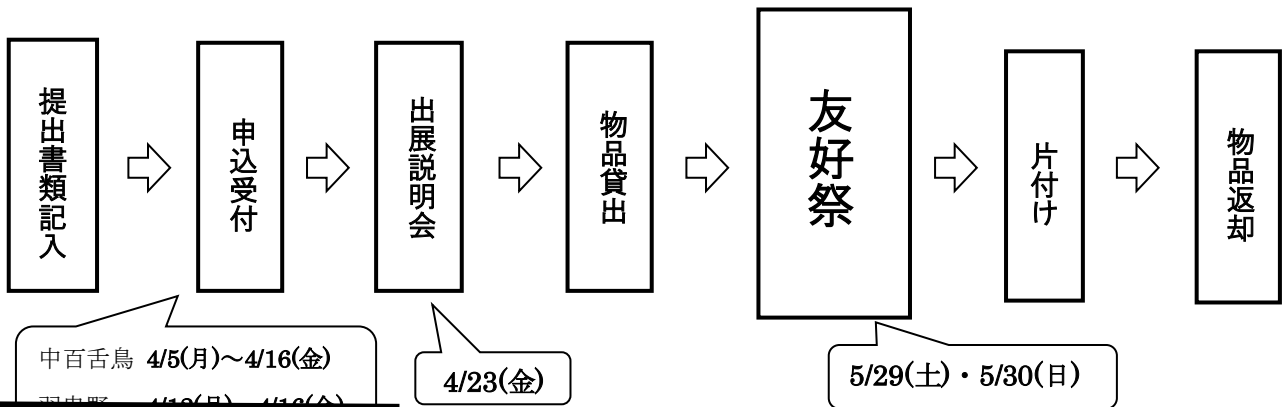 提出書類記入
申込受付
出展説明会
物品貸出
友好祭
片付け
物品返却
中百舌鳥 4/5(月)～4/16(金)
4/23(金)
5/29(土)・5/30(日)